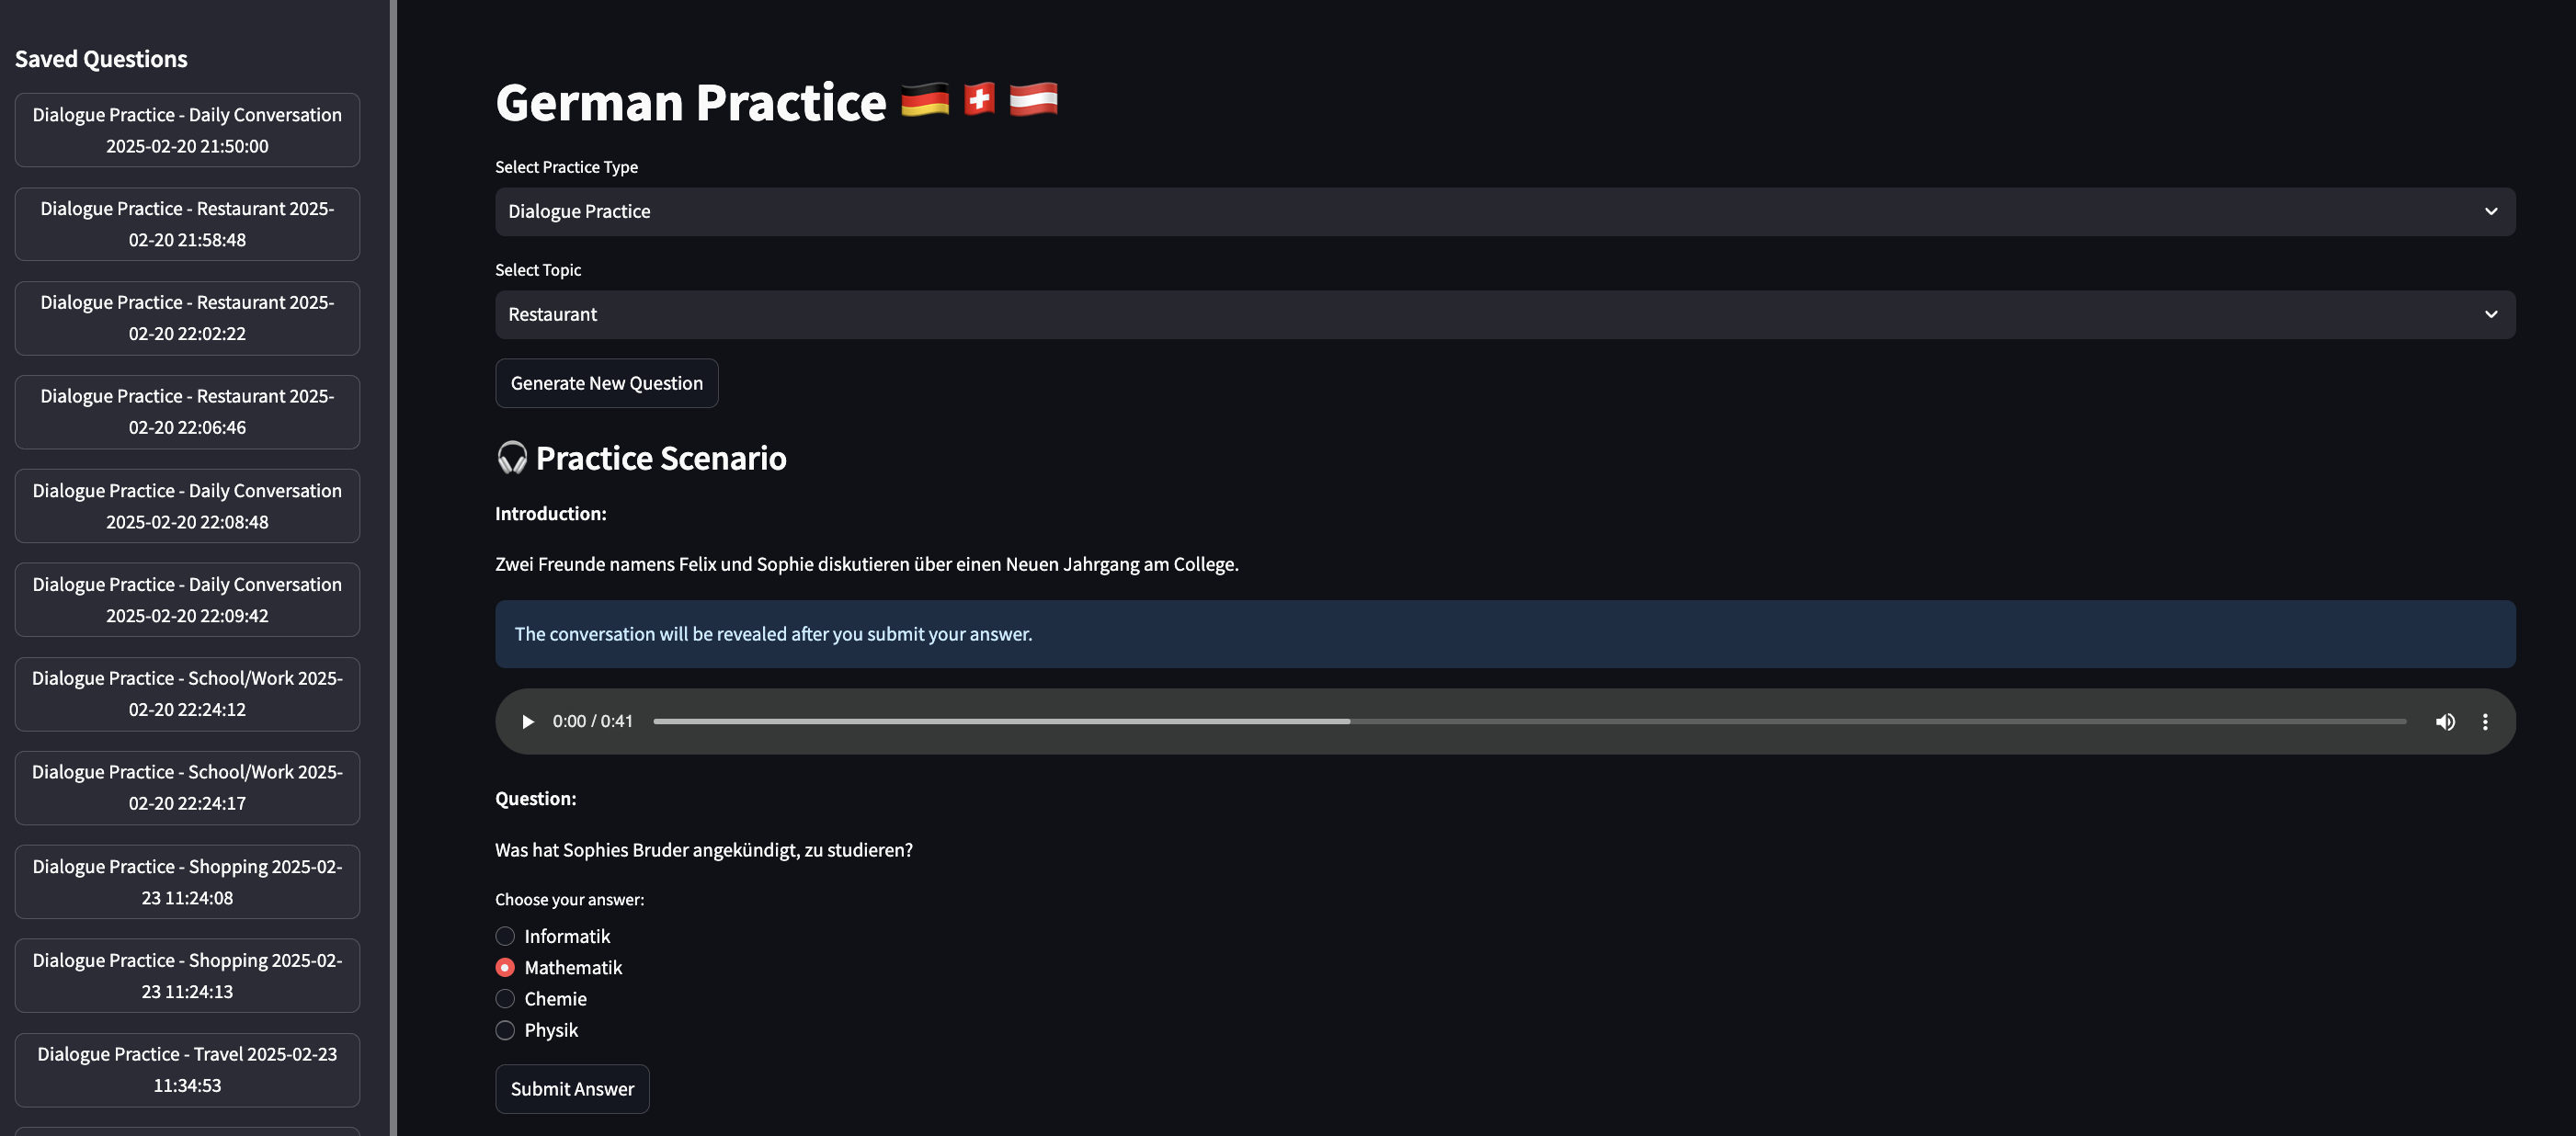 Saved Questions
Dialogue Practice - Daily Conversation
2025-02-20 21:50:00
Dialogue Practice - Restaurant 2025-
02-20 21:58:48
Dialogue Practice - Restaurant 2025-
02-20 22:02:22
Dialogue Practice - Restaurant 2025-
02-20 22:06:46
Dialogue Practice - Daily Conversation
2025-02-20 22:08:48
Dialogue Practice - Daily Conversation
2025-02-20 22:09:42
Dialogue Practice - School/Work 2025-
02-20 22:24:12
Dialogue Practice - School/Work 2025-
02-20 22:24:17
Dialogue Practice - Shopping 2025-02-
23 11:24:08
Dialogue Practice - Shopping 2025-02-
23 11:24:13
Dialogue Practice - Travel 2025-02-23
11:34:53
German Practice
Select Practice Type
Dialogue Practice
Select Topic
Restaurant
Generate New Question
Practice Scenario
Introduction:
Zwei Freunde namens Felix und Sophie diskutieren über einen Neuen Jahrgang am College.
The conversation will be revealed after you submit your answer.
0:00 / 0:41
Question:
Was hat Sophies Bruder angekündigt, zu studieren?
Choose your answer:
Informatik
Mathematik
Chemie
Physik
Submit Answer